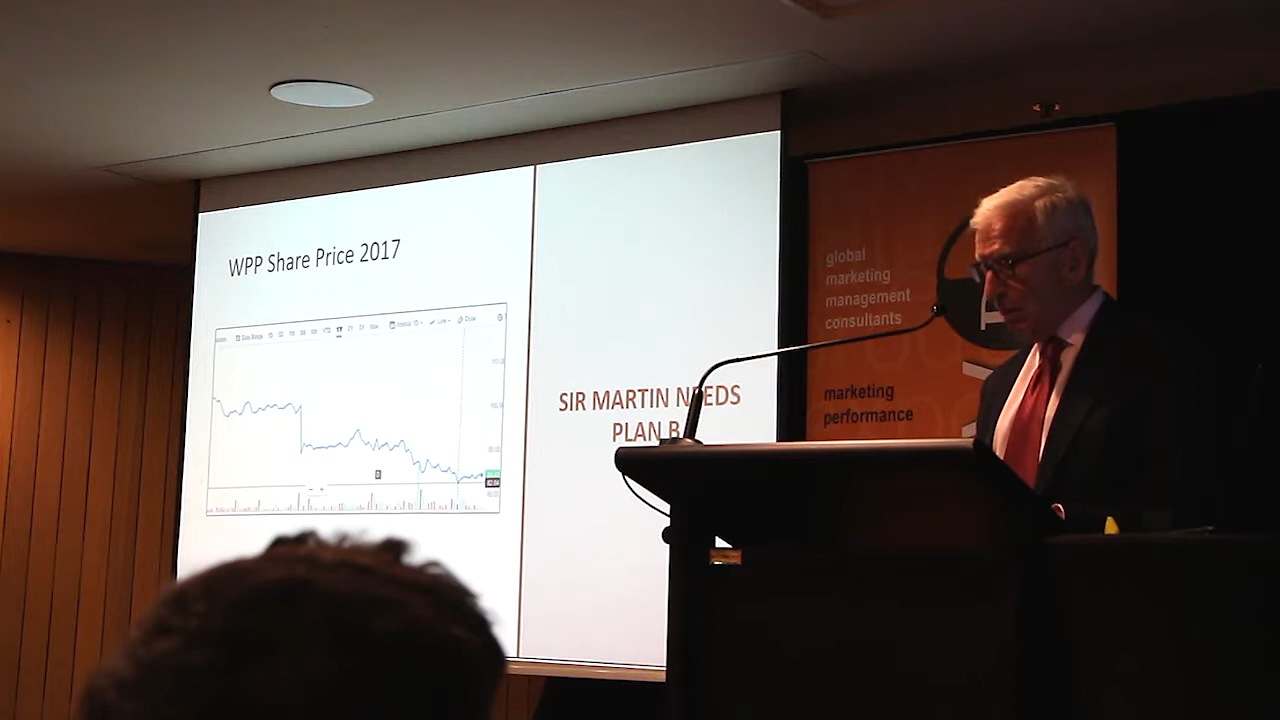 WPP Share Price 2017
SIR MARTIN NEEDS
PLAN B
global
marketing
management
consultants
marketing
performance